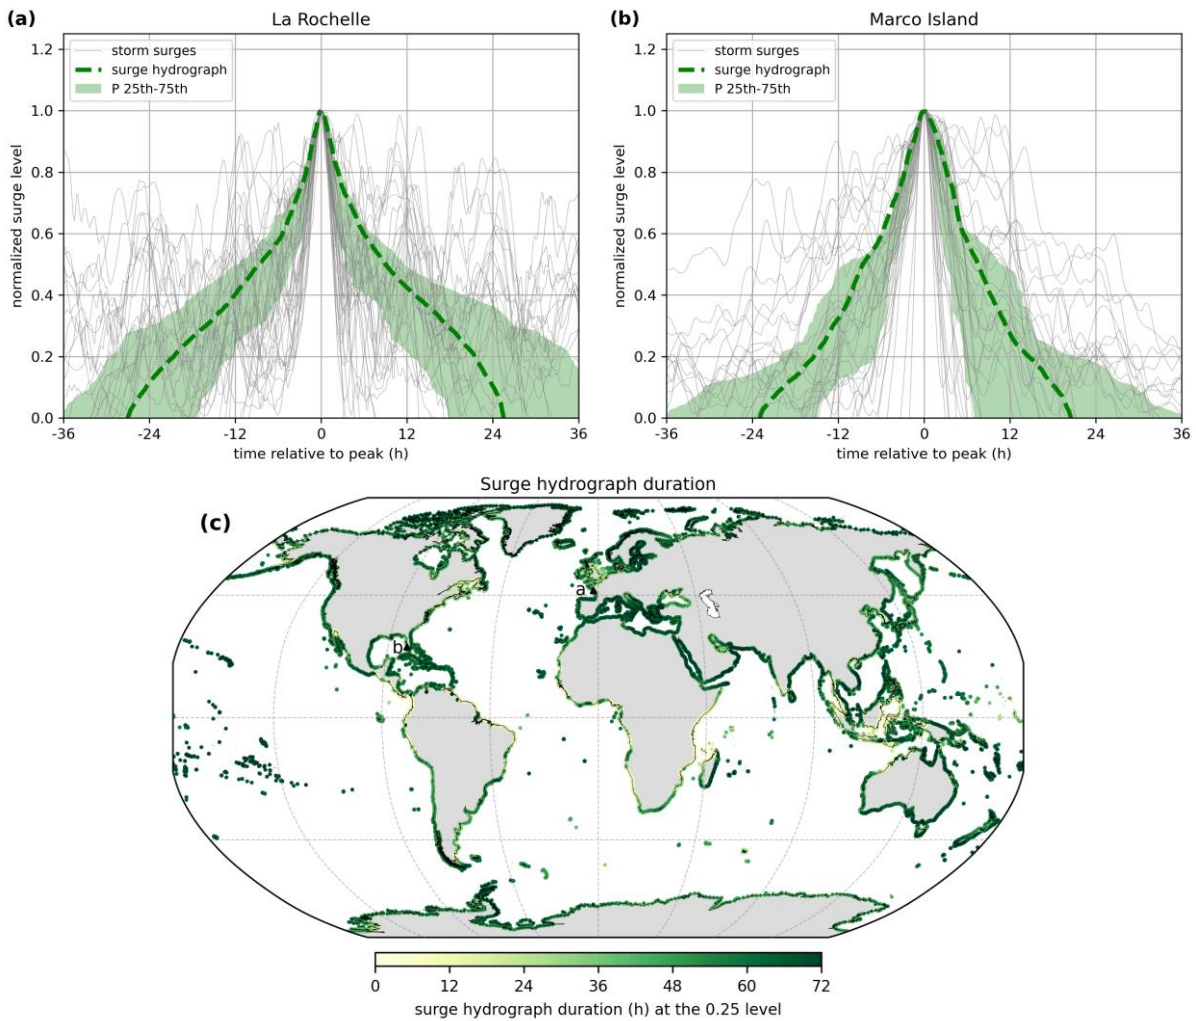 (a)
La Rochelle
storm surges
surge hydrograph
P 25th-75th
normalized surge level
1.2
1.0
0.8
0.6
0.4
0.2
0.0
-36
-24
-12
0
12
24
36
time relative to peak (h)
(b)
Marco Island
storm surges
surge hydrograph
P 25th-75th
normalized surge level
1.2
1.0
0.8
0.6
0.4
0.2
0.0
-36
-24
-12
0
12
24
36
time relative to peak (h)
Surge hydrograph duration
(c)
a
b
0
12
24
36
48
60
72
surge hydrograph duration (h) at the 0.25 level